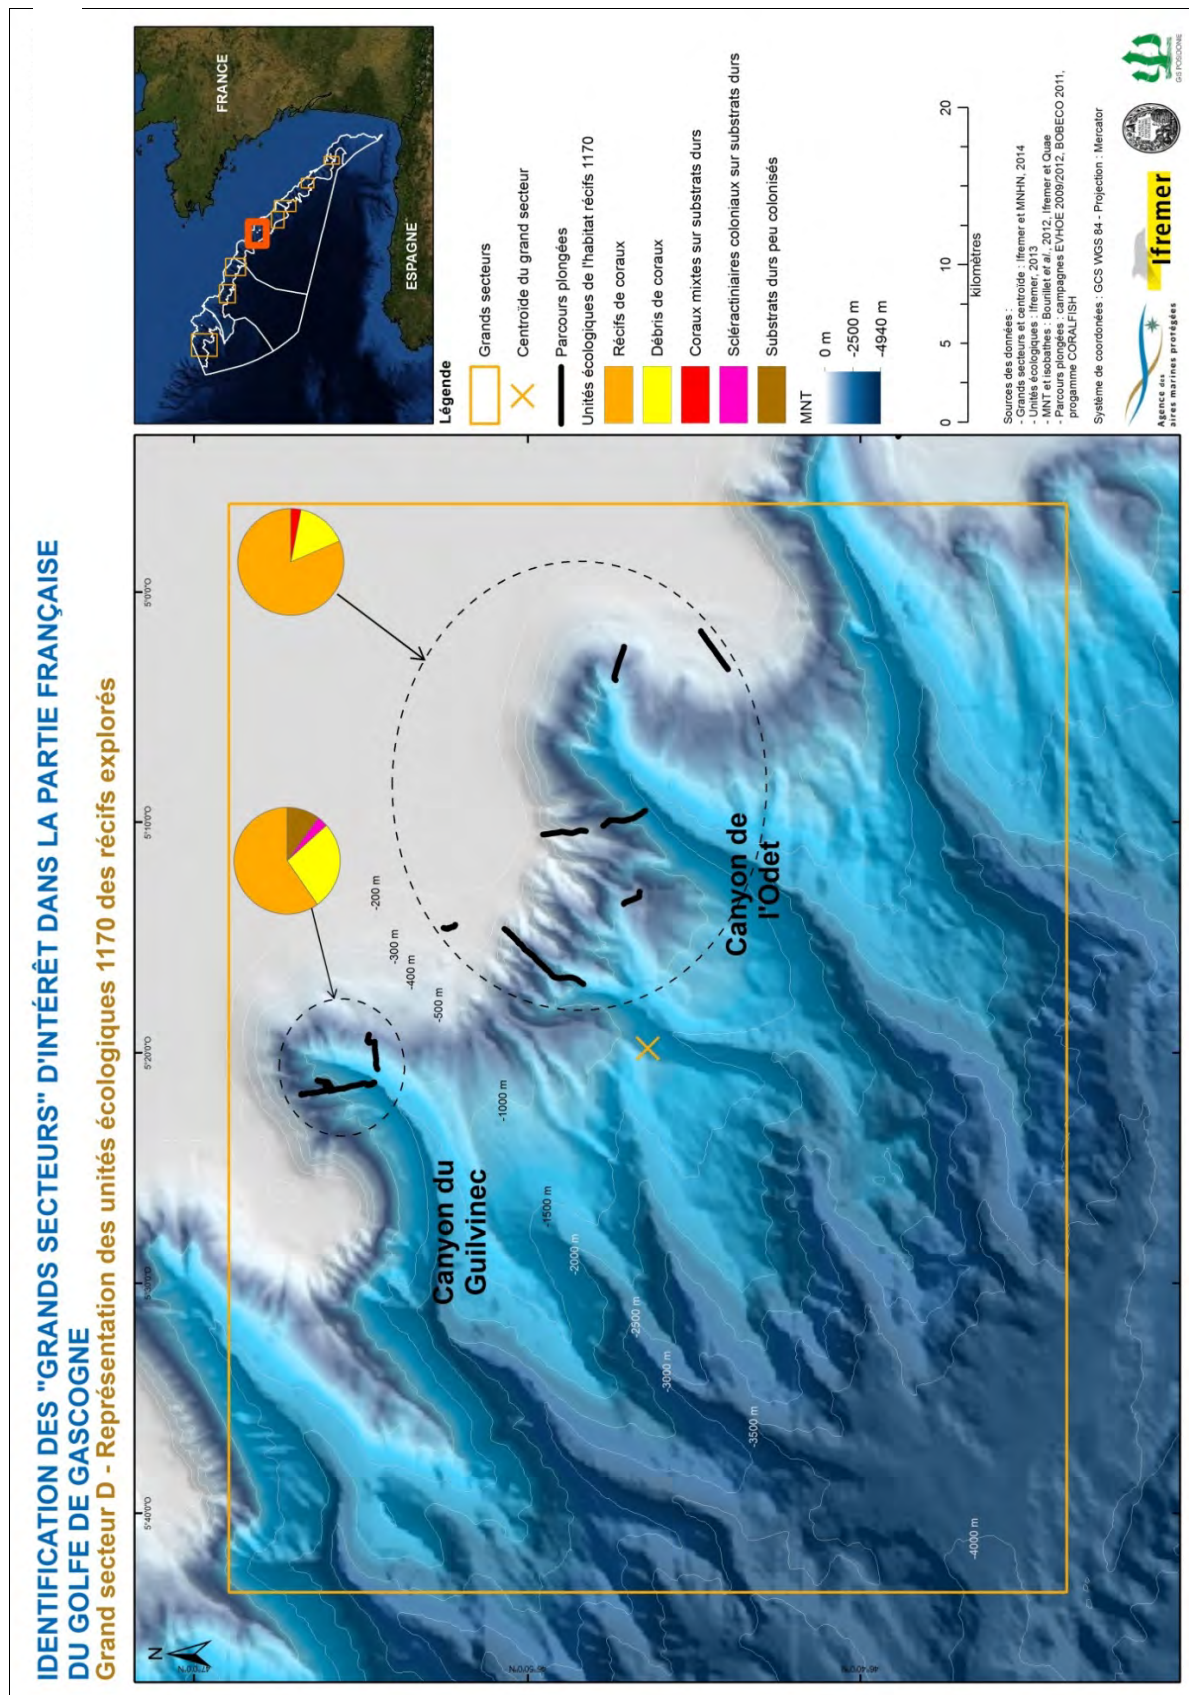 IDENTIFICATION DES "GRANDS SECTEURS" D'INTÉRÊT DANS LA PARTIE FRANÇAISE
DU GOLFE DE GASCOGNE
Grand secteur D - Représentation des unités écologiques 1170 des récifs explorés
N
5°40'0"O
5°20'0"O
5°10'0"O
5°0'0"O
47°0'0"N
46°40'0"N
-200 m
-300 m
-400 m
-500 m
-1000 m
-1500 m
-2000 m
-2500 m
-3000 m
-3500 m
-4000 m
Canyon du
Guilvinec
Canyon de
l'Odet
FRANCE
ESPAGNE
Légende
Grands secteurs
Centroïde du grand secteur
Parcours plongées
Unités écologiques de l'habitat récifs 1170
Récifs de coraux
Débris de coraux
Coraux mixtes sur substrats durs
Scléractiniaires coloniaux sur substrats durs
Substrats durs peu colonisés
MNT
0 m
-2500 m
-4940 m
0 5 10 20
kilomètres
Sources des données :
- Grands secteurs et centroïde : Ifremer et MNHN, 2014
- Unités écologiques : Ifremer, 2013
- MNT et isobathes : Bourillet et al., 2012, Ifremer et Quae
- Parcours plongées : campagnes EVHOE 2009/2012, BOBECO 2011,
progamme CORALFISH
Système de coordonées : GCS WGS 84 - Projection : Mercator
Agence des
aires marines protégées
Ifremer
GIS POSIDONIE